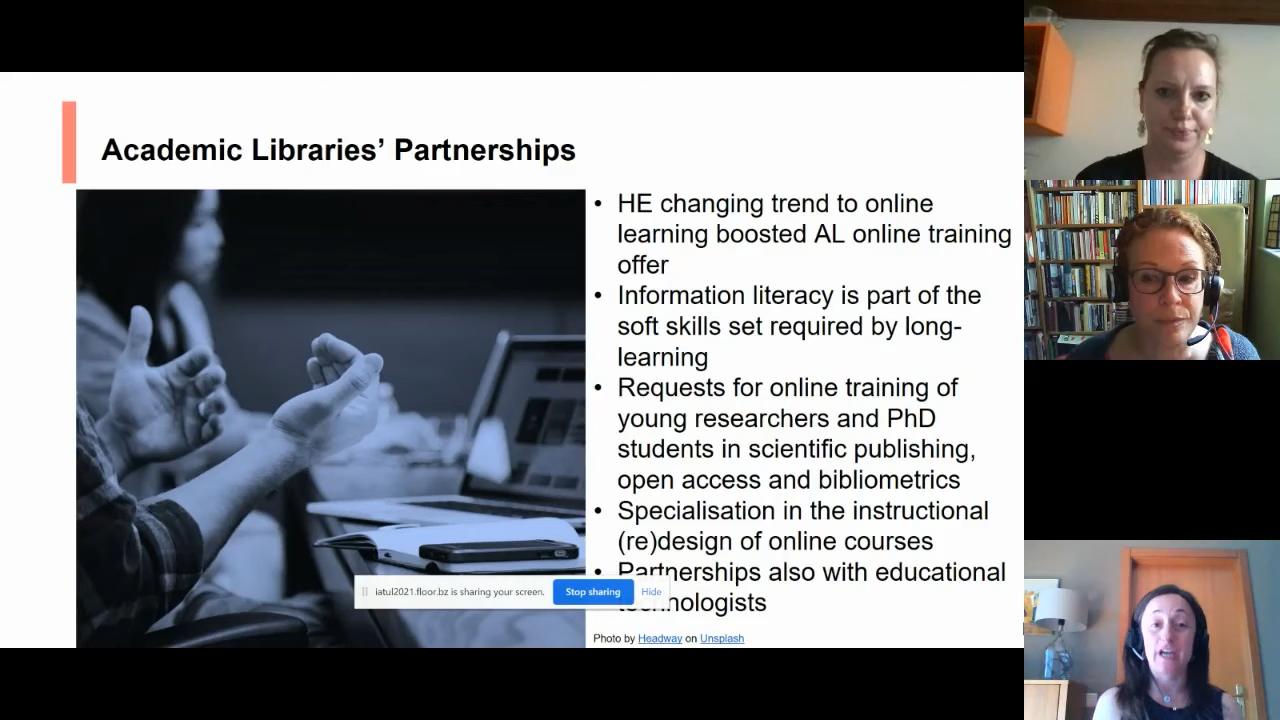 Academic Libraries’ Partnerships
• HE changing trend to online
learning boosted AL online training
offer
• Information literacy is part of the
soft skills set required by long-
learning
• Requests for online training of
young researchers and PhD
students in scientific publishing,
open access and bibliometrics
• Specialisation in the instructional
(re)design of online courses
• Partnerships also with educational
iatul2021.floor.bz is sharing your screen. Stop sharing Hide
Photo by Headway on Unsplash